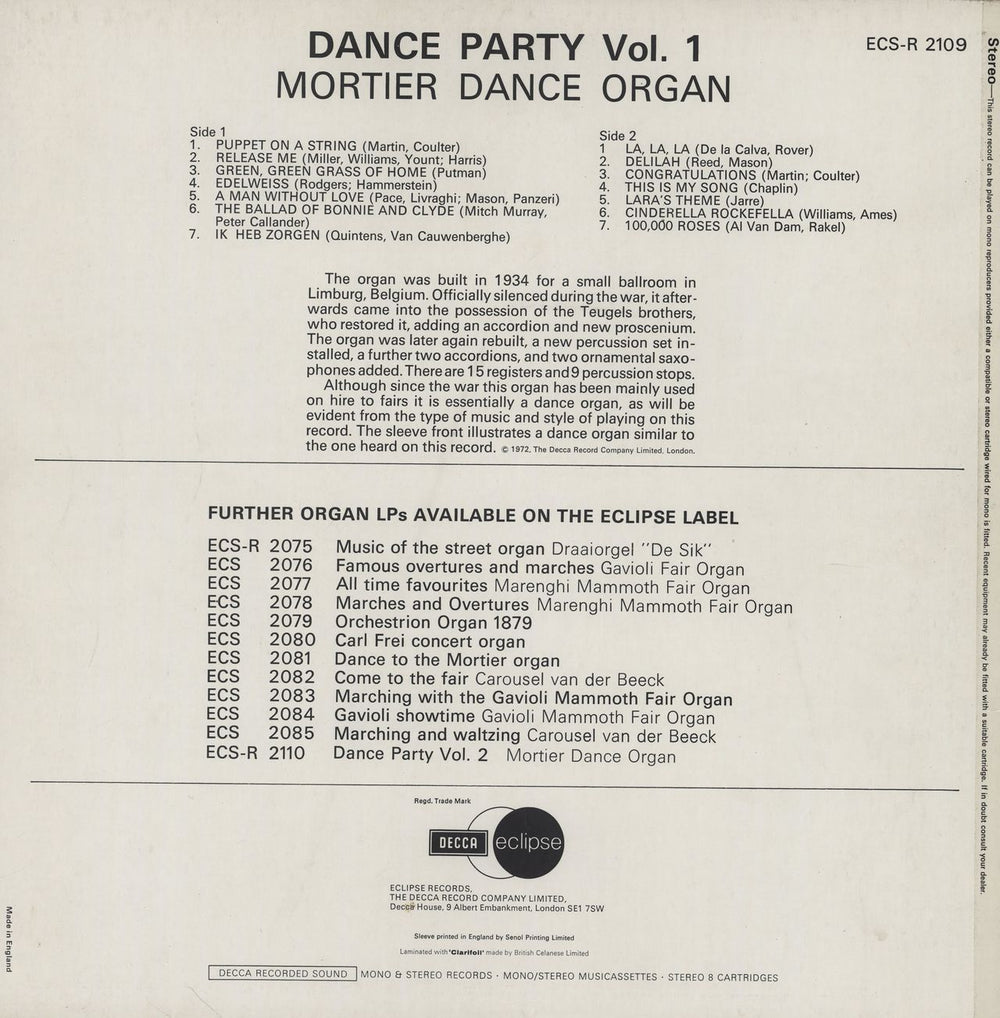 DANCE PARTY Vol. 1
MORTIER DANCE ORGAN
ECS-R 2109
Side 1
1. PUPPET ON A STRING (Martin, Coulter)
2. RELEASE ME (Miller, Williams, Yount; Harris)
3. GREEN, GREEN GRASS OF HOME (Putman)
4. EDELWEISS (Rodgers; Hammerstein)
5. A MAN WITHOUT LOVE (Pace, Livraghi; Mason, Panzeri)
6. THE BALLAD OF BONNIE AND CLYDE (Mitch Murray,
Peter Callander)
7. IK HEB ZORGEN (Quintens, Van Cauwenberghe)
Side 2
1 LA, LA, LA (De la Calva, Rover)
2. DELILAH (Reed, Mason)
3. CONGRATULATIONS (Martin; Coulter)
4. THIS IS MY SONG (Chaplin)
5. LARA'S THEME (Jarre)
6. CINDERELLA ROCKEFELLA (Williams, Ames)
7. 100,000 ROSES (Al Van Dam, Rakel)
The organ was built in 1934 for a small ballroom in
Limburg, Belgium. Officially silenced during the war, it after-
wards came into the possession of the Teugels brothers,
who restored it, adding an accordion and new proscenium.
The organ was later again rebuilt, a new percussion set in-
stalled, a further two accordions, and two ornamental saxo-
phones added. There are 15 registers and 9 percussion stops.
Although since the war this organ has been mainly used
on hire to fairs it is essentially a dance organ, as will be
evident from the type of music and style of playing on this
record. The sleeve front illustrates a dance organ similar to
the one heard on this record. © 1972, The Decca Record Company Limited, London.
FURTHER ORGAN LPs AVAILABLE ON THE ECLIPSE LABEL
ECS-R 2075 Music of the street organ Draaiorgel "De Sik"
ECS 2076 Famous overtures and marches Gavioli Fair Organ
ECS 2077 All time favourites Marenghi Mammoth Fair Organ
ECS 2078 Marches and Overtures Marenghi Mammoth Fair Organ
ECS 2079 Orchestrion Organ 1879
ECS 2080 Carl Frei concert organ
ECS 2081 Dance to the Mortier organ
ECS 2082 Come to the fair Carousel van der Beeck
ECS 2083 Marching with the Gavioli Mammoth Fair Organ
ECS 2084 Gavioli showtime Gavioli Mammoth Fair Organ
ECS 2085 Marching and waltzing Carousel van der Beeck
ECS-R 2110 Dance Party Vol. 2 Mortier Dance Organ
Regd. Trade Mark
DECCA eclipse
ECLIPSE RECORDS,
THE DECCA RECORD COMPANY LIMITED,
Decca House, 9 Albert Embankment, London SE1 7SW
Sleeve printed in England by Senol Printing Limited
Laminated with 'Clarifoil' made by British Celanese Limited
DECCA RECORDED SOUND MONO & STEREO RECORDS · MONO/STEREO MUSICASSETTES · STEREO 8 CARTRIDGES
Made in England
Stereo—This stereo record can be played on mono reproducers provided either a compatible or stereo cartridge wired for mono is fitted. Recent equipment may already be fitted with a suitable cartridge. If in doubt consult your dealer.